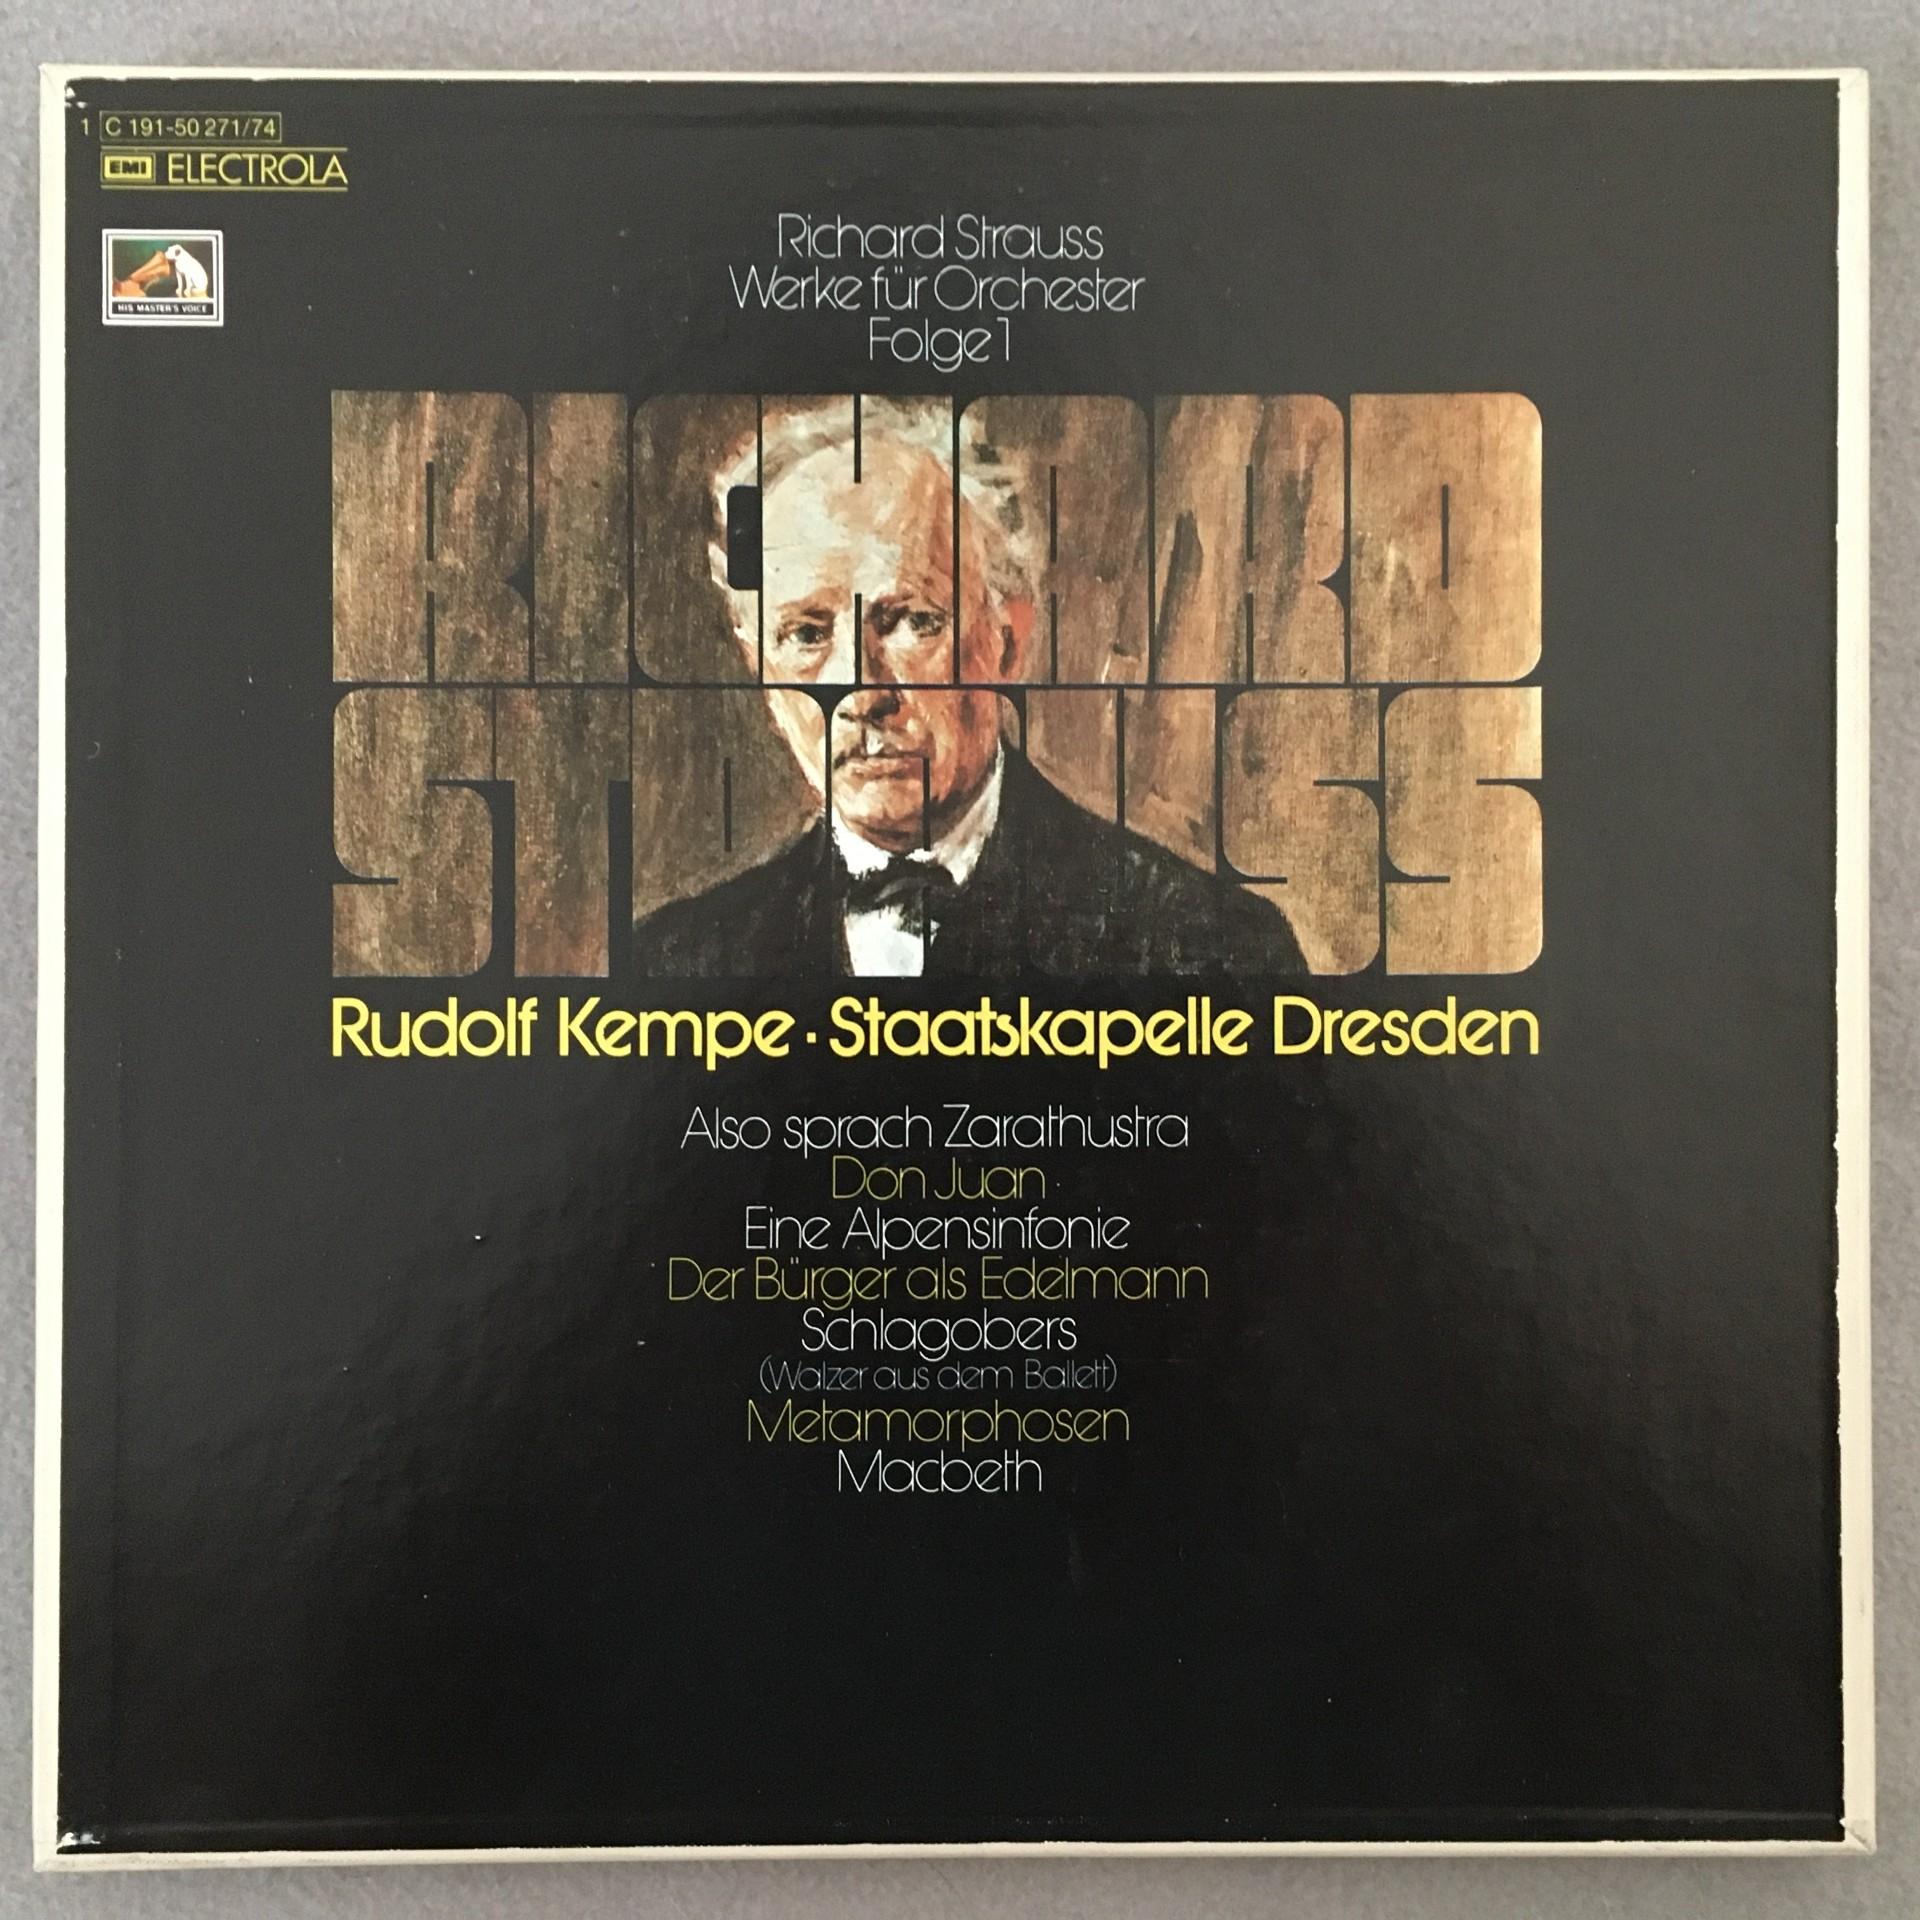 1 C 191-50 271/74
EMI ELECTROLA
HIS MASTER'S VOICE
Richard Strauss
Werke für Orchester
Folge 1
RICHARD
STRAUSS
Rudolf Kempe · Staatskapelle Dresden
Also sprach Zarathustra
Don Juan
Eine Alpensinfonie
Der Bürger als Edelmann
Schlagobers
(Walzer aus dem Ballett)
Metamorphosen
Macbeth